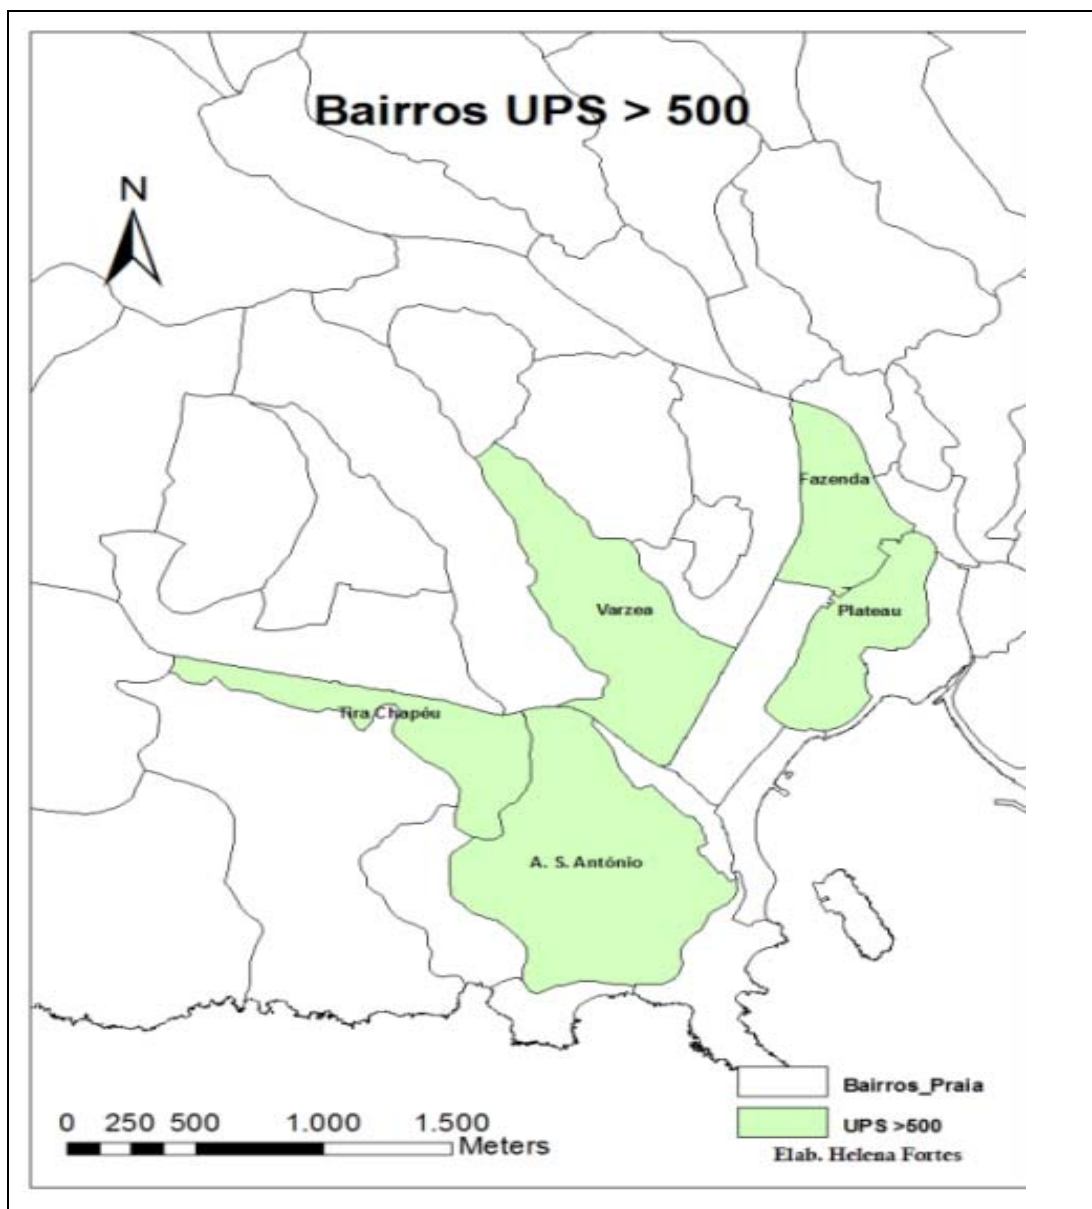 Bairros UPS > 500
N
Fazenda
Varzea
Plateau
Tira Chapéu
A. S. António
Bairros_Praia
0 250 500 1.000 1.500
Meters
UPS >500
Elab. Helena Fortes